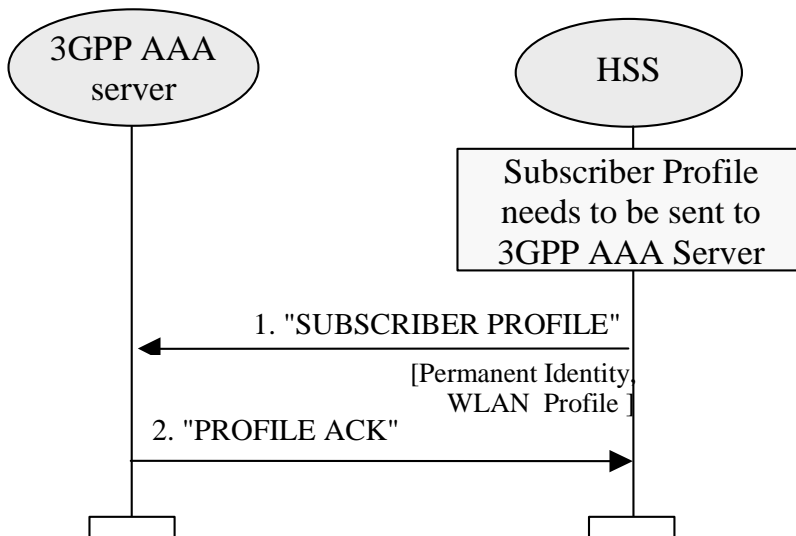 3GPP AAA
server
HSS
Subscriber Profile
needs to be sent to
3GPP AAA Server
1. "SUBSCRIBER PROFILE"
[Permanent Identity,
WLAN Profile ]
2. "PROFILE ACK"